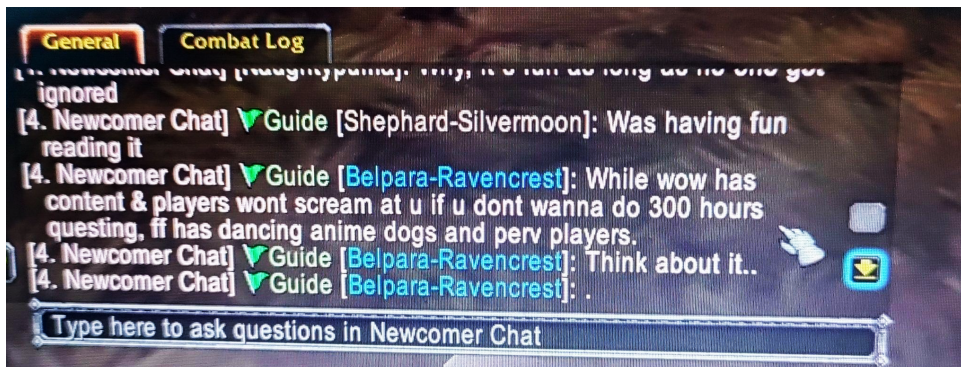 General
Combat Log
ignored
[4. Newcomer Chat] Guide [Shephard-Silvermoon]: Was having fun
reading it
[4. Newcomer Chat] Guide [Belpara-Ravencrest]: While wow has
content & players wont scream at u if u dont wanna do 300 hours
questing, ff has dancing anime dogs and perv players.
[4. Newcomer Chat] Guide [Belpara-Ravencrest]: Think about it..
[4. Newcomer Chat] Guide [Belpara-Ravencrest]: .
Type here to ask questions in Newcomer Chat